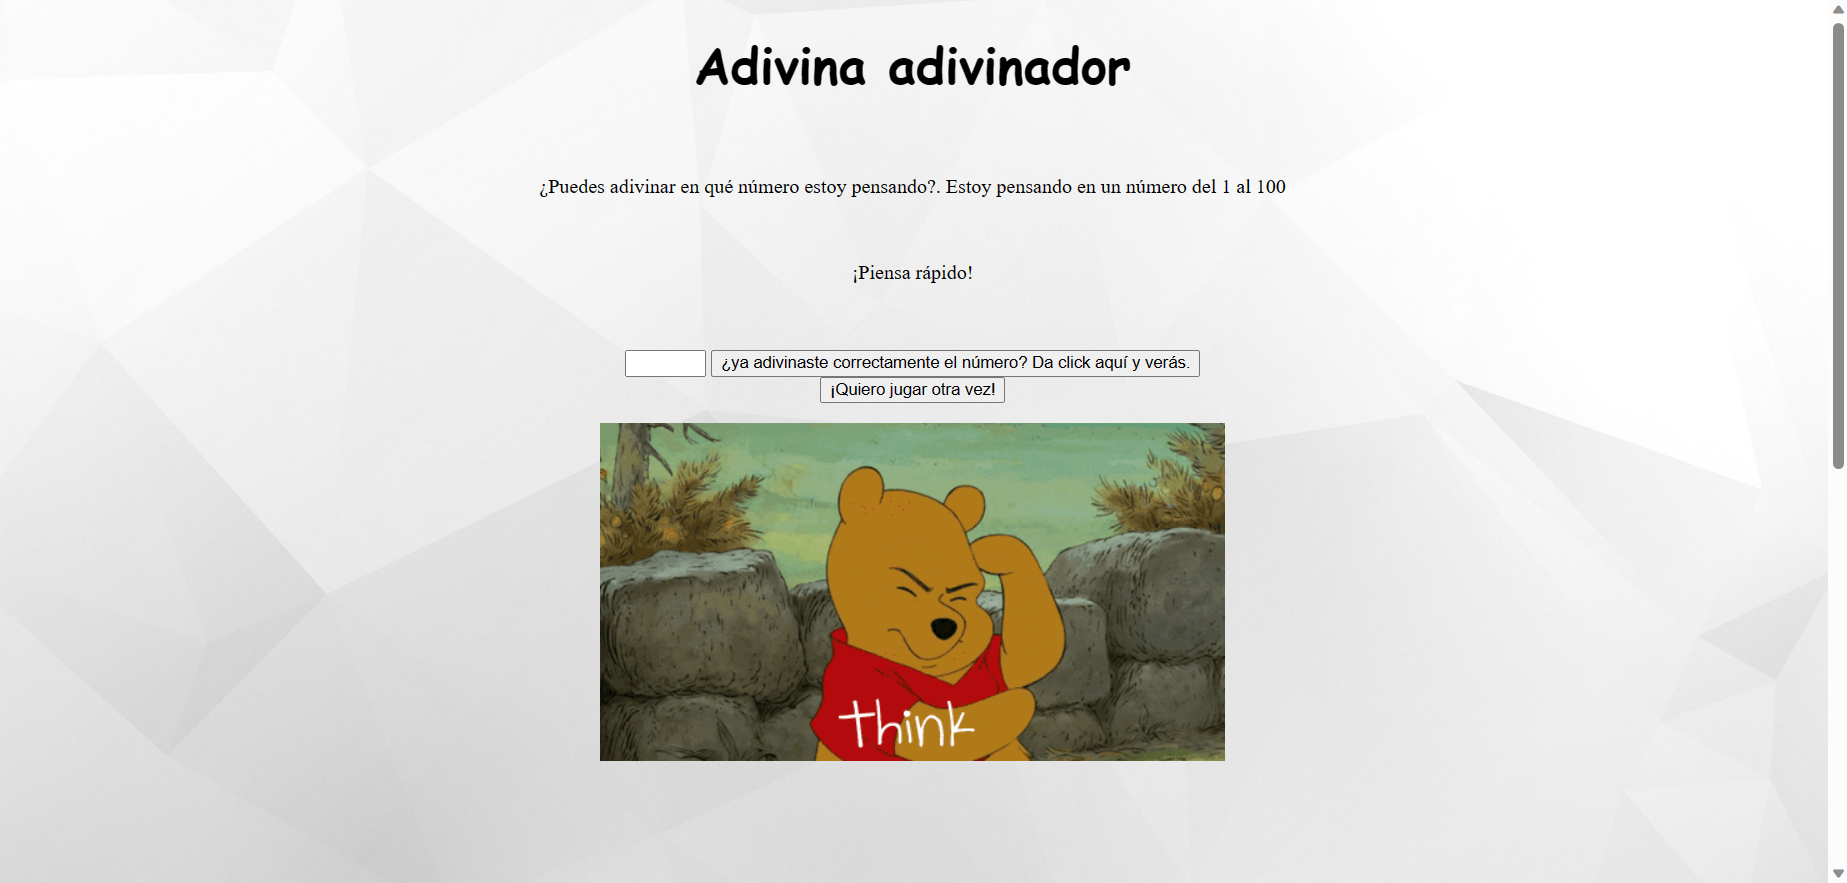 Adivina adivinador
¿Puedes adivinar en qué número estoy pensando?. Estoy pensando en un número del 1 al 100
¡Piensa rápido!
¿ya adivinaste correctamente el número? Da click aquí y verás.
¡Quiero jugar otra vez!
think